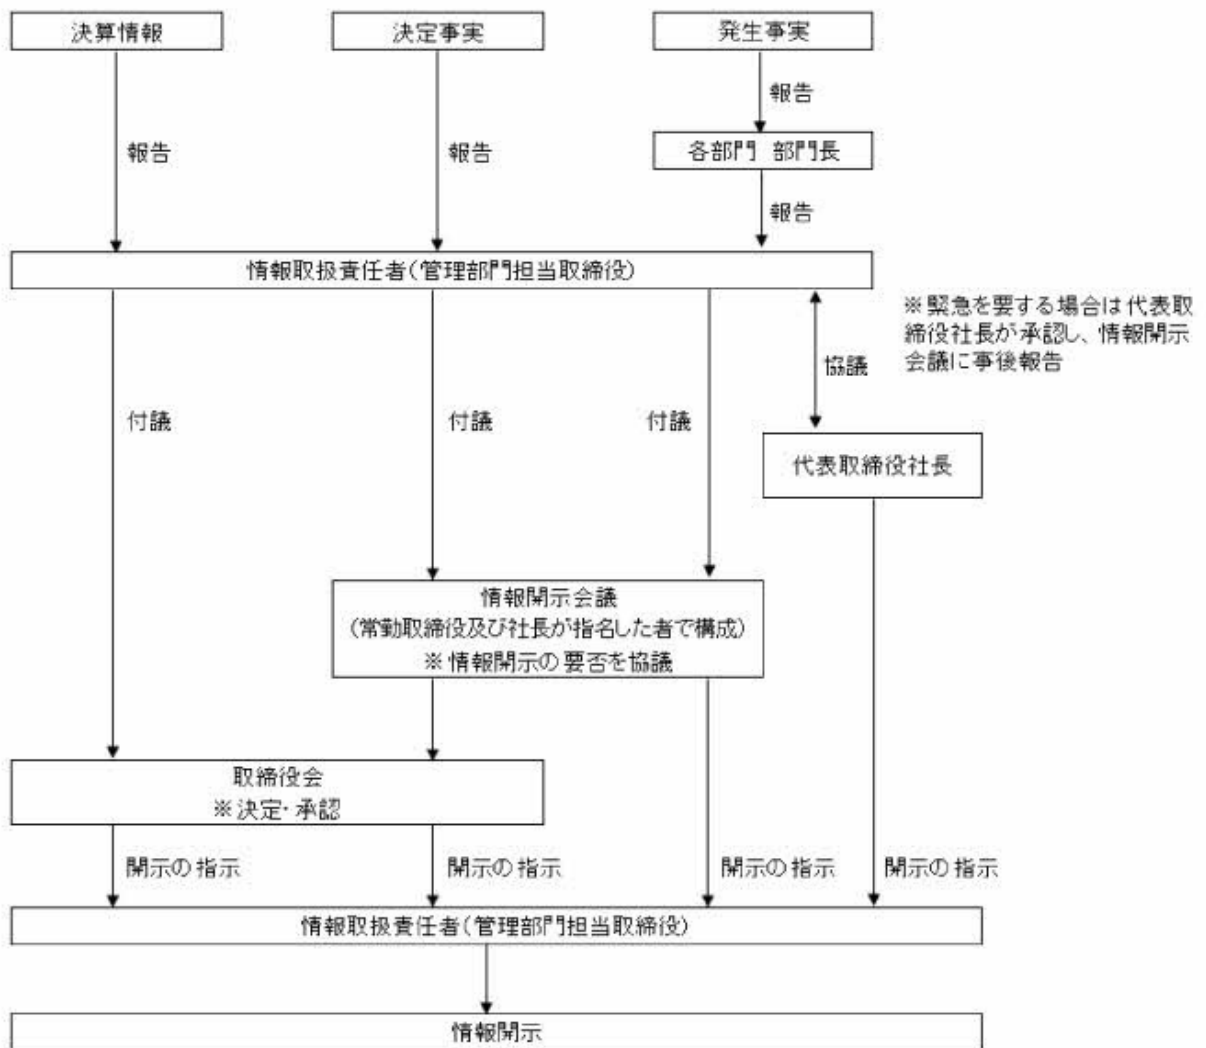 決算情報
決定事実
発生事実
報告
各部門 部門長
報告
報告
報告
情報取扱責任者(管理部門担当取締役)
※緊急を要する場合は代表取
締役社長が承認し、情報開示
会議に事後報告
協議
付議
付議
付議
代表取締役社長
情報開示会議
(常勤取締役及び社長が指名した者で構成)
※情報開示の要否を協議
取締役会
※決定・承認
開示の指示
開示の指示
開示の指示
開示の指示
情報取扱責任者(管理部門担当取締役)
情報開示